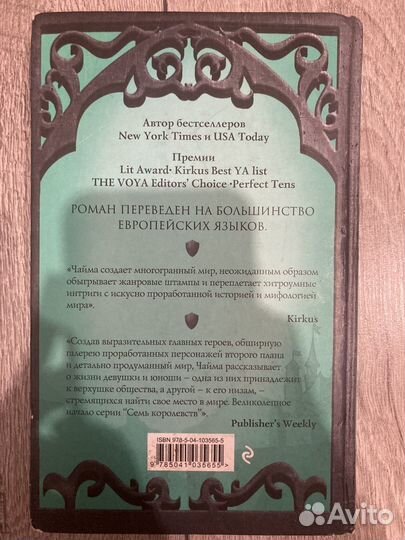 Автор бестселлеров
New York Times и USA Today
Премии
Lit Award· Kirkus Best YA list
THE VOYA Editors' Choice ·Perfect Tens
РОМАН ПЕРЕВЕДЕН НА БОЛЬШИНСТВО
ЕВРОПЕЙСКИХ ЯЗЫКОВ.
«Чайма создает многогранный мир, неожиданным образом
обыгрывает жанровые штампы и переплетает хитроумные
интриги с искусно проработанной историей и мифологией
мира».
Kirkus
«Создав выразительных главных героев, обширную
галерею проработанных персонажей второго плана
и детально продуманный мир, Чайма рассказывает
о жизни девушки и юноши – одна из них принадлежит
к верхушке общества, а другой – к его низам, –
стремящихся найти свое место в мире. Великолепное
начало серии "Семь королевств"».
Publisher's Weekly
ISBN 978-5-04-103565-5
9 785041 035655 >
Avito